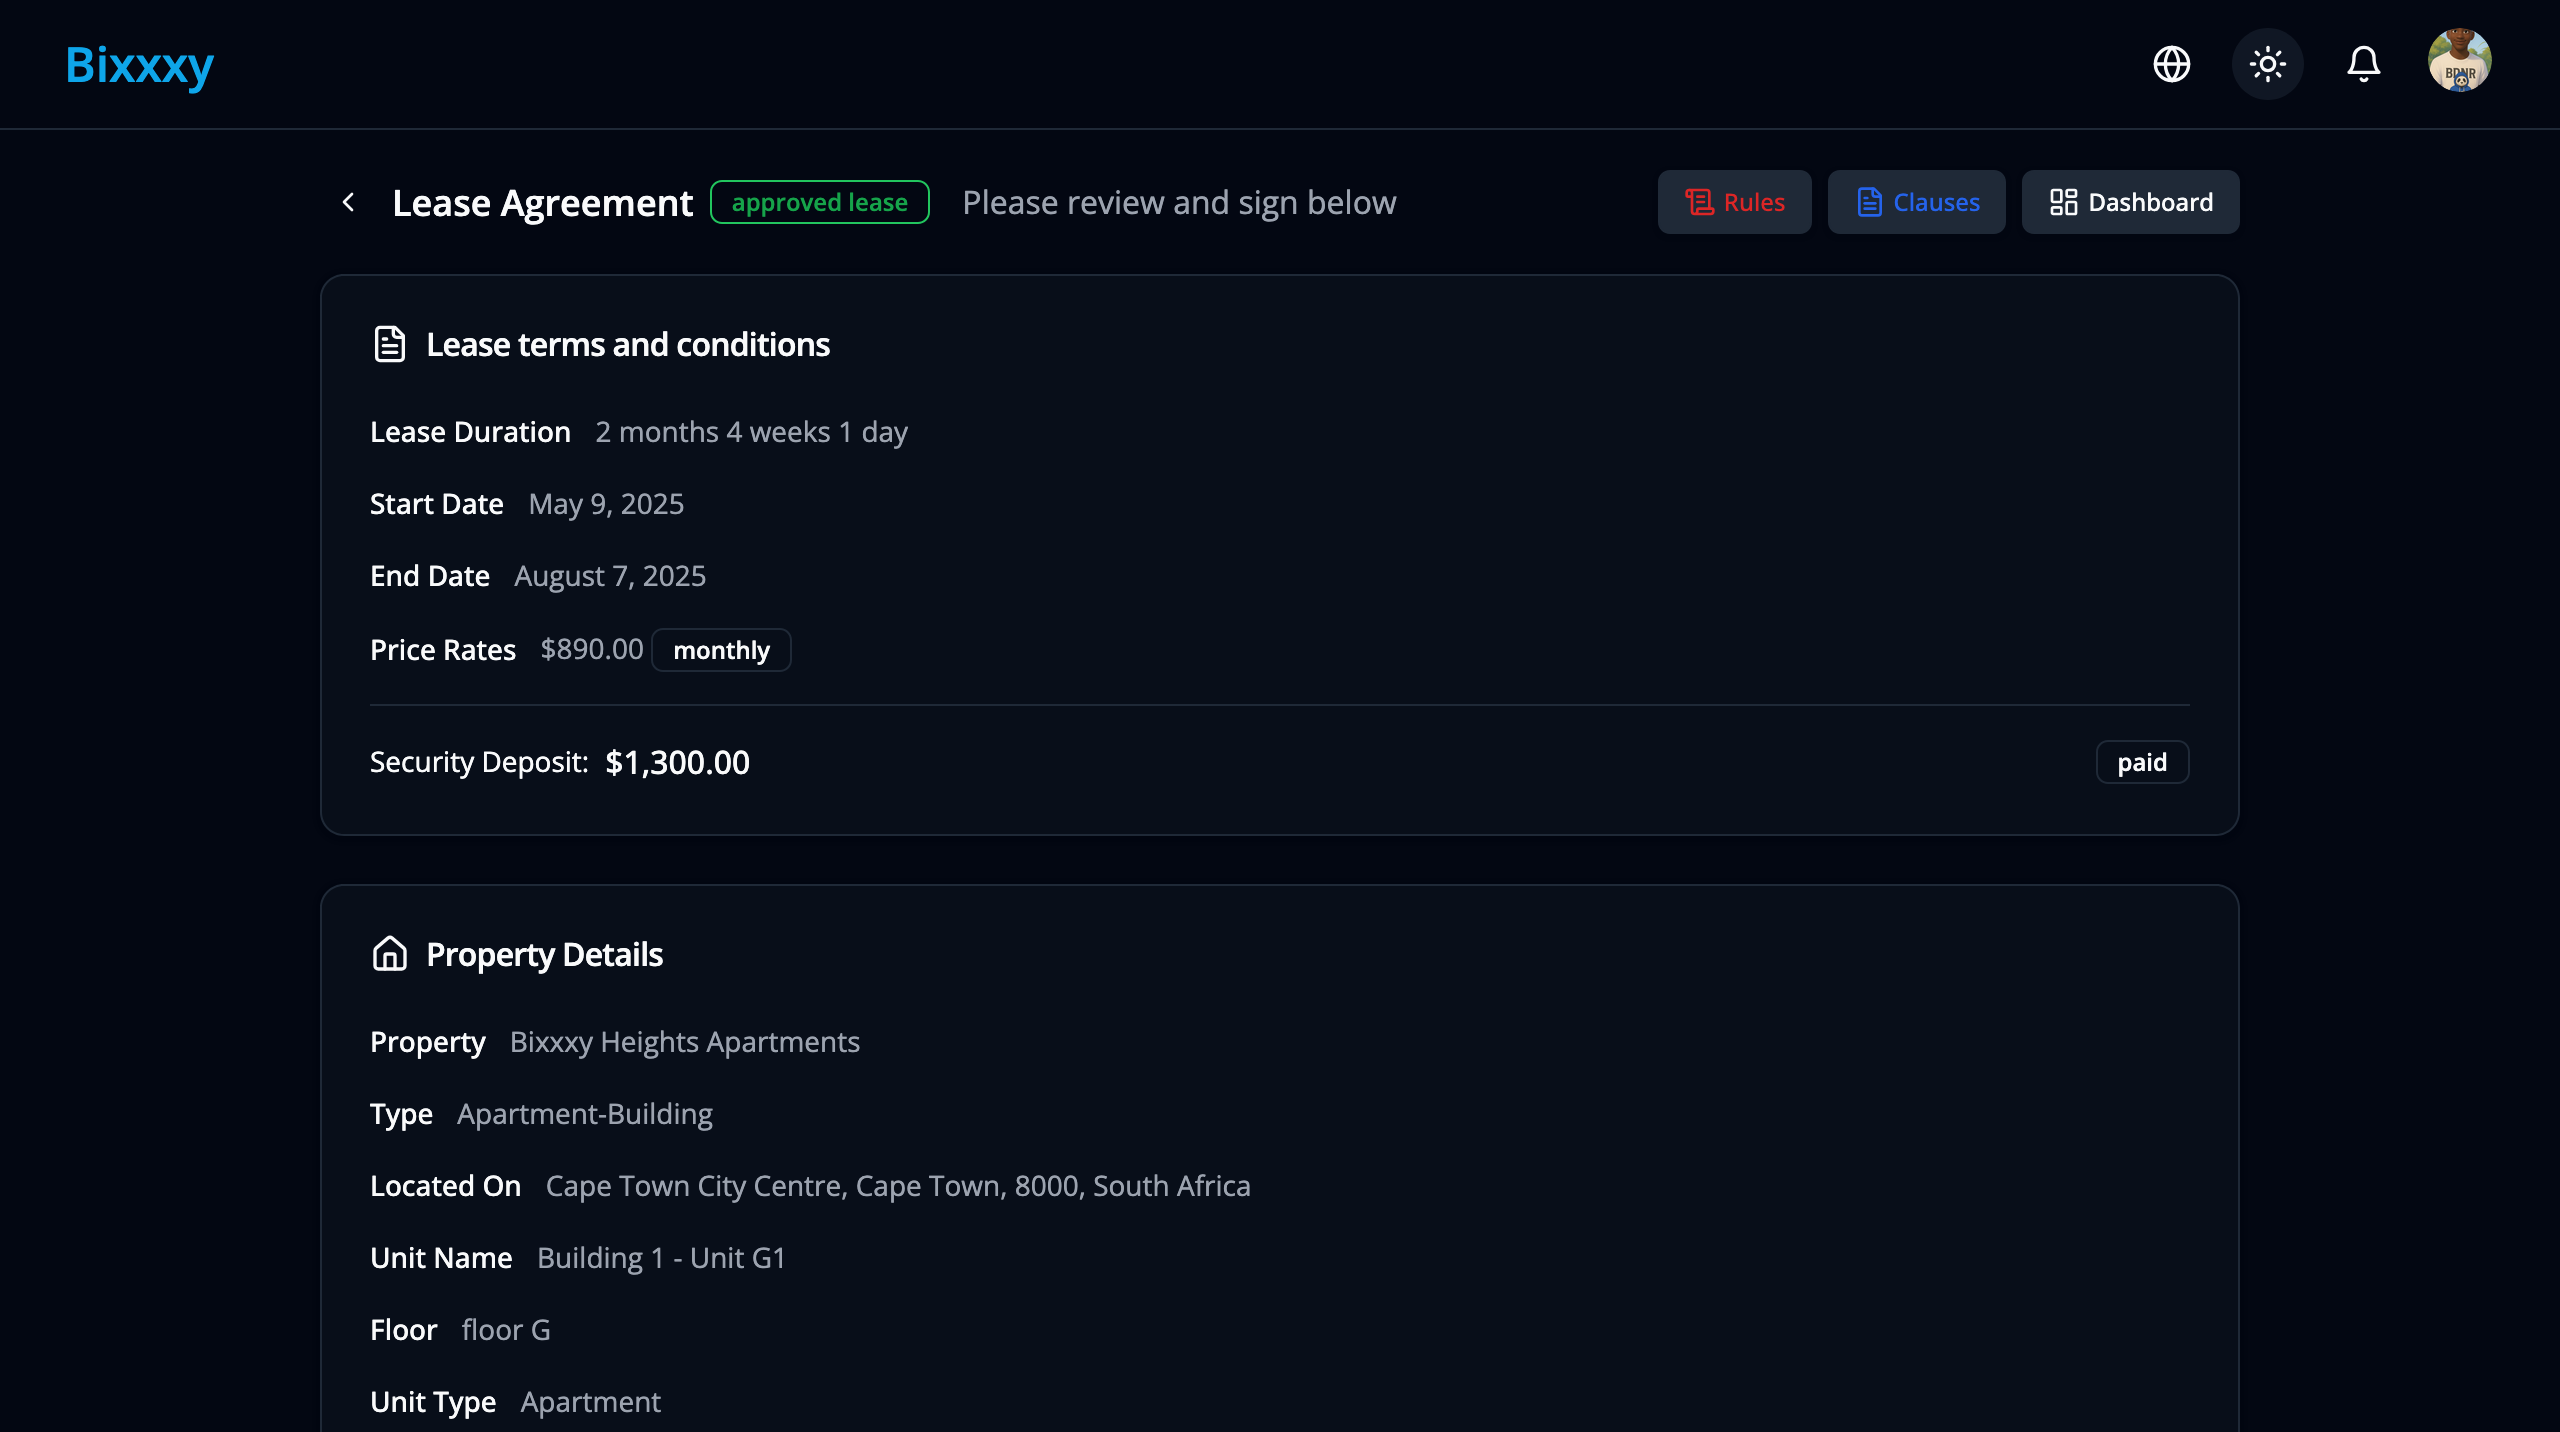 Bixxxy
Lease Agreement approved lease Please review and sign below Rules Clauses Dashboard
Lease terms and conditions
Lease Duration 2 months 4 weeks 1 day
Start Date May 9, 2025
End Date August 7, 2025
Price Rates $890.00 monthly
Security Deposit: $1,300.00 paid
Property Details
Property Bixxxy Heights Apartments
Type Apartment-Building
Located On Cape Town City Centre, Cape Town, 8000, South Africa
Unit Name Building 1 - Unit G1
Floor floor G
Unit Type Apartment